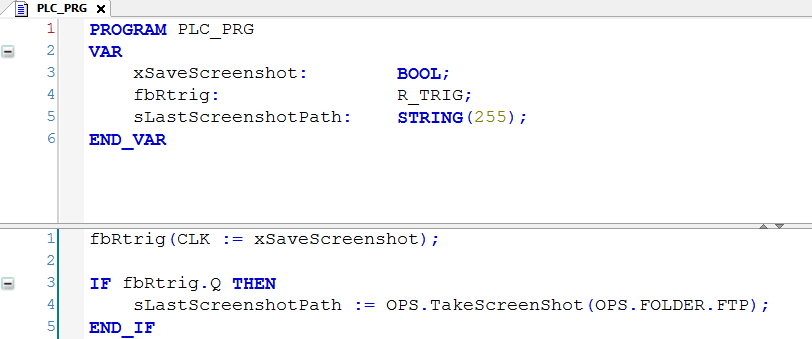 PLC_PRG
1 PROGRAM PLC_PRG
2 VAR
3 xSaveScreenshot: BOOL;
4 fbRtrig: R_TRIG;
5 sLastScreenshotPath: STRING(255);
6 END_VAR
1 fbRtrig(CLK := xSaveScreenshot);
2
3 IF fbRtrig.Q THEN
4 sLastScreenshotPath := OPS.TakeScreenShot(OPS.FOLDER.FTP);
5 END_IF